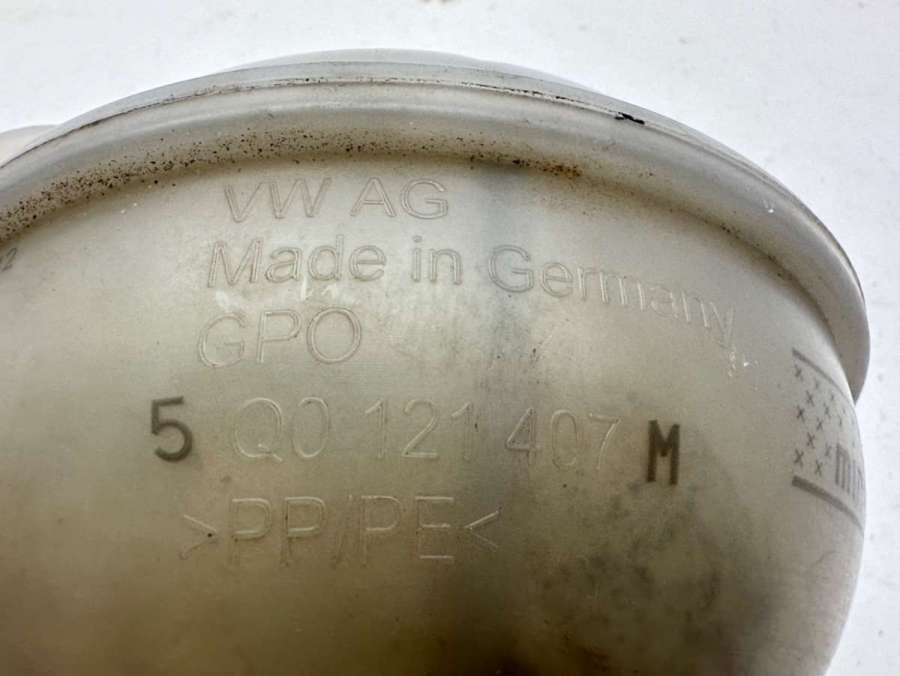 VW AG
Made in Germany
GPO
5 Q0 121 407 M
>PP/PE<